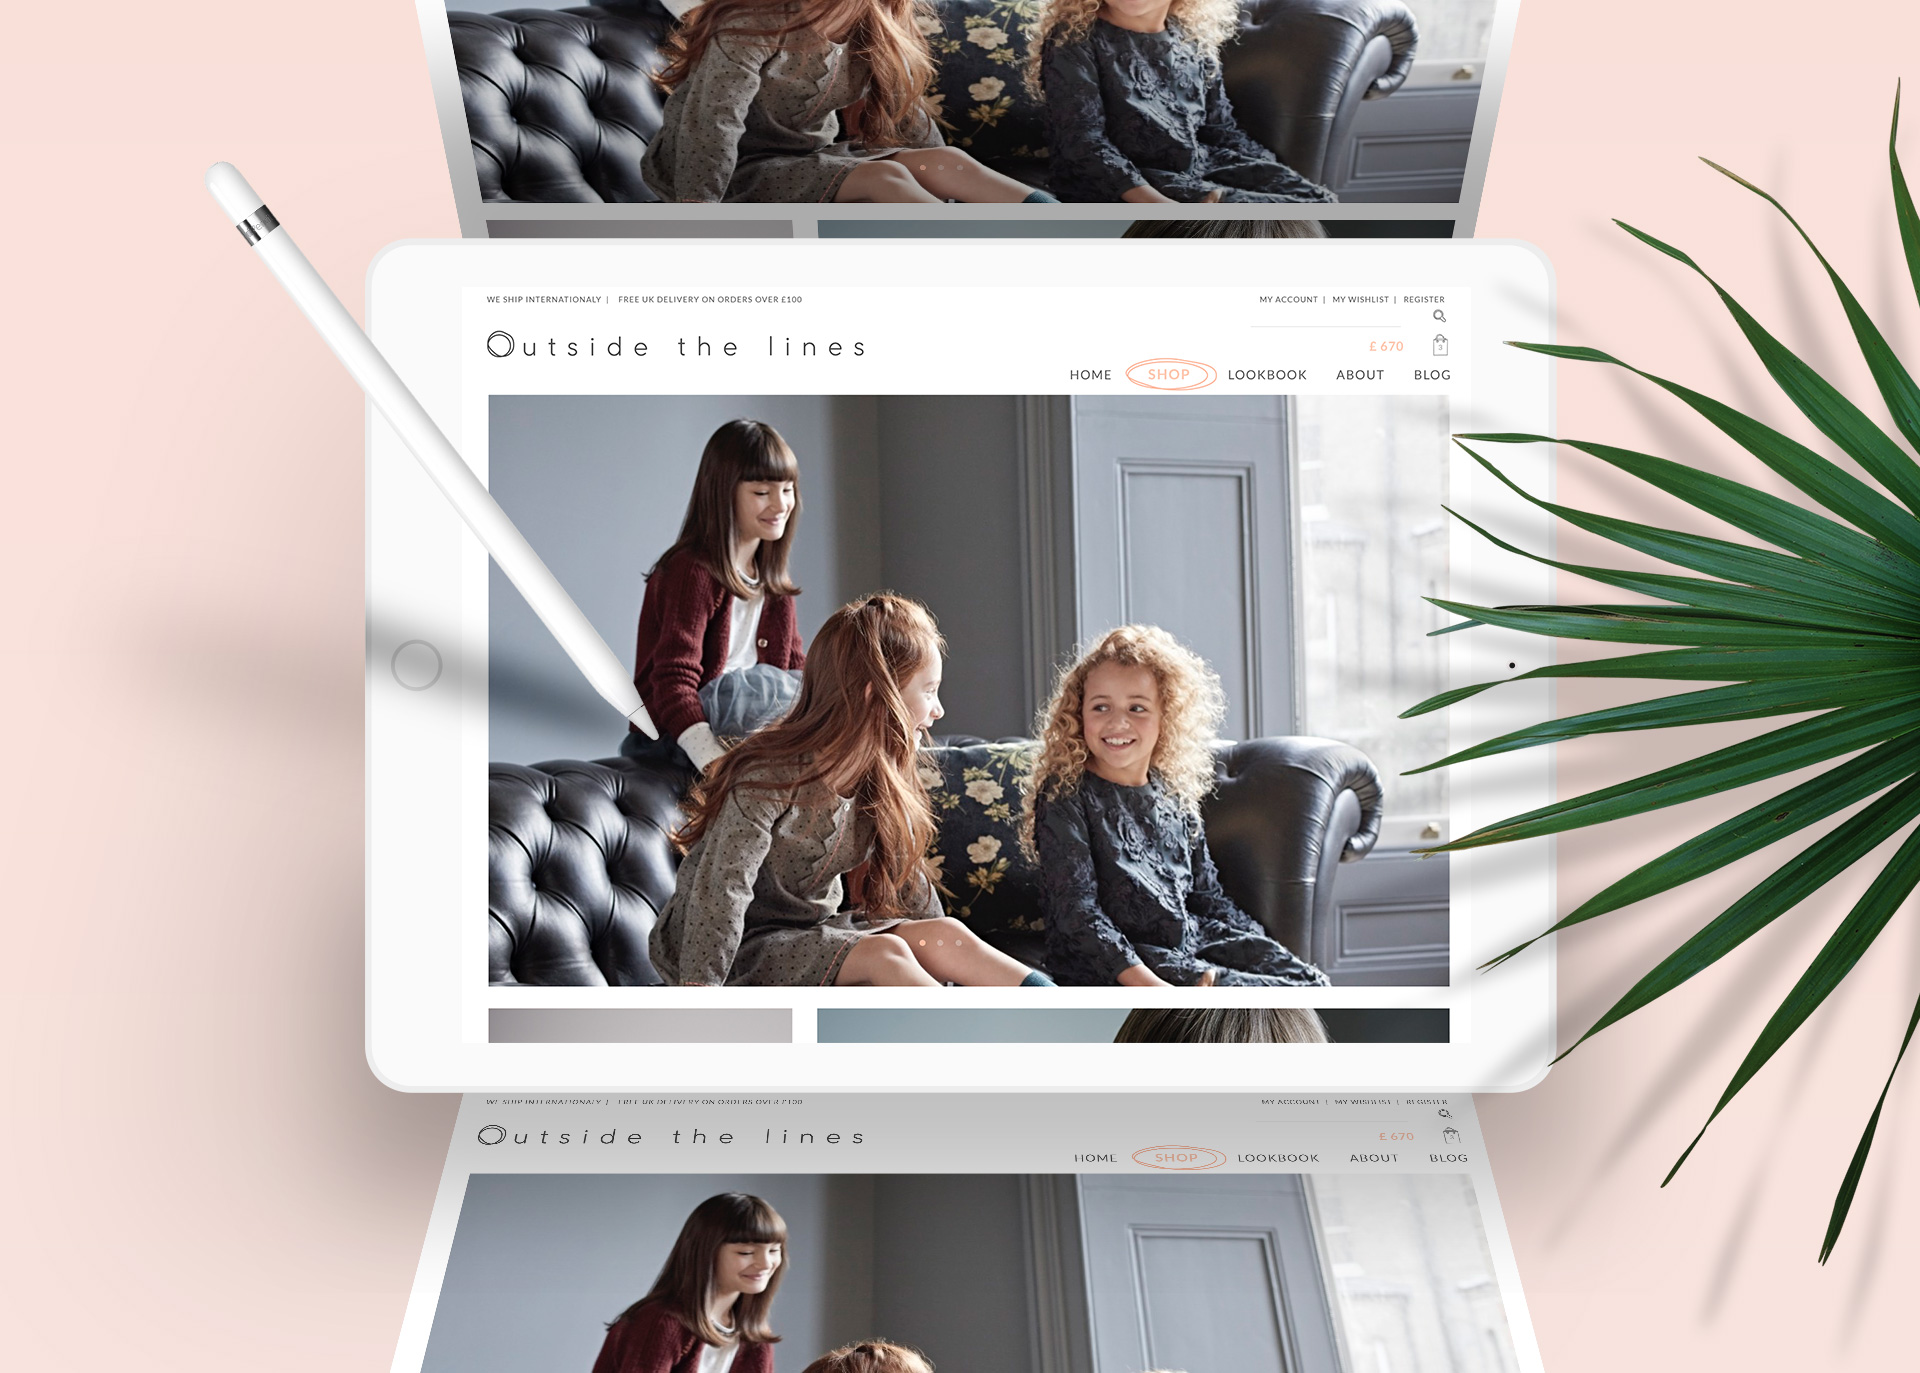 WE SHIP INTERNATIONALY | FREE UK DELIVERY ON ORDERS OVER £100
MY ACCOUNT | MY WISHLIST | REGISTER
Outside the lines
£ 670
3
HOME SHOP LOOKBOOK ABOUT BLOG
WE SHIP INTERNATIONALY | FREE UK DELIVERY ON ORDERS OVER £100
MY ACCOUNT | MY WISHLIST | REGISTER
Outside the lines
£ 670
HOME SHOP LOOKBOOK ABOUT BLOG